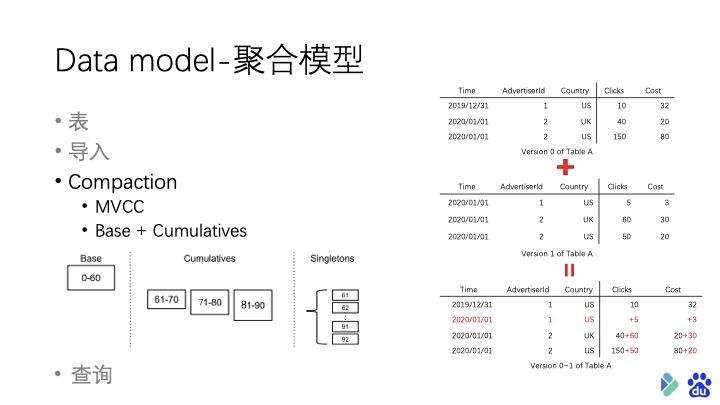 Data model-聚合模型
• 表
• 导入
• Compaction
• MVCC
• Base + Cumulatives
Base Cumulatives Singletons
0-60
61-70 71-80 81-90
61
62
91
92
• 查询
Time AdvertiserId Country Clicks Cost
2019/12/31 1 US 10 32
2020/01/01 2 UK 40 20
2020/01/01 2 US 150 80
Version 0 of Table A
+
Time AdvertiserId Country Clicks Cost
2020/01/01 1 US 5 3
2020/01/01 2 UK 60 30
2020/01/01 2 US 50 20
Version 1 of Table A
=
Time AdvertiserId Country Clicks Cost
2019/12/31 1 US 10 32
2020/01/01 1 US +5 +3
2020/01/01 2 UK 40+60 20+30
2020/01/01 2 US 150+50 80+20
Version 0-1 of Table A
du